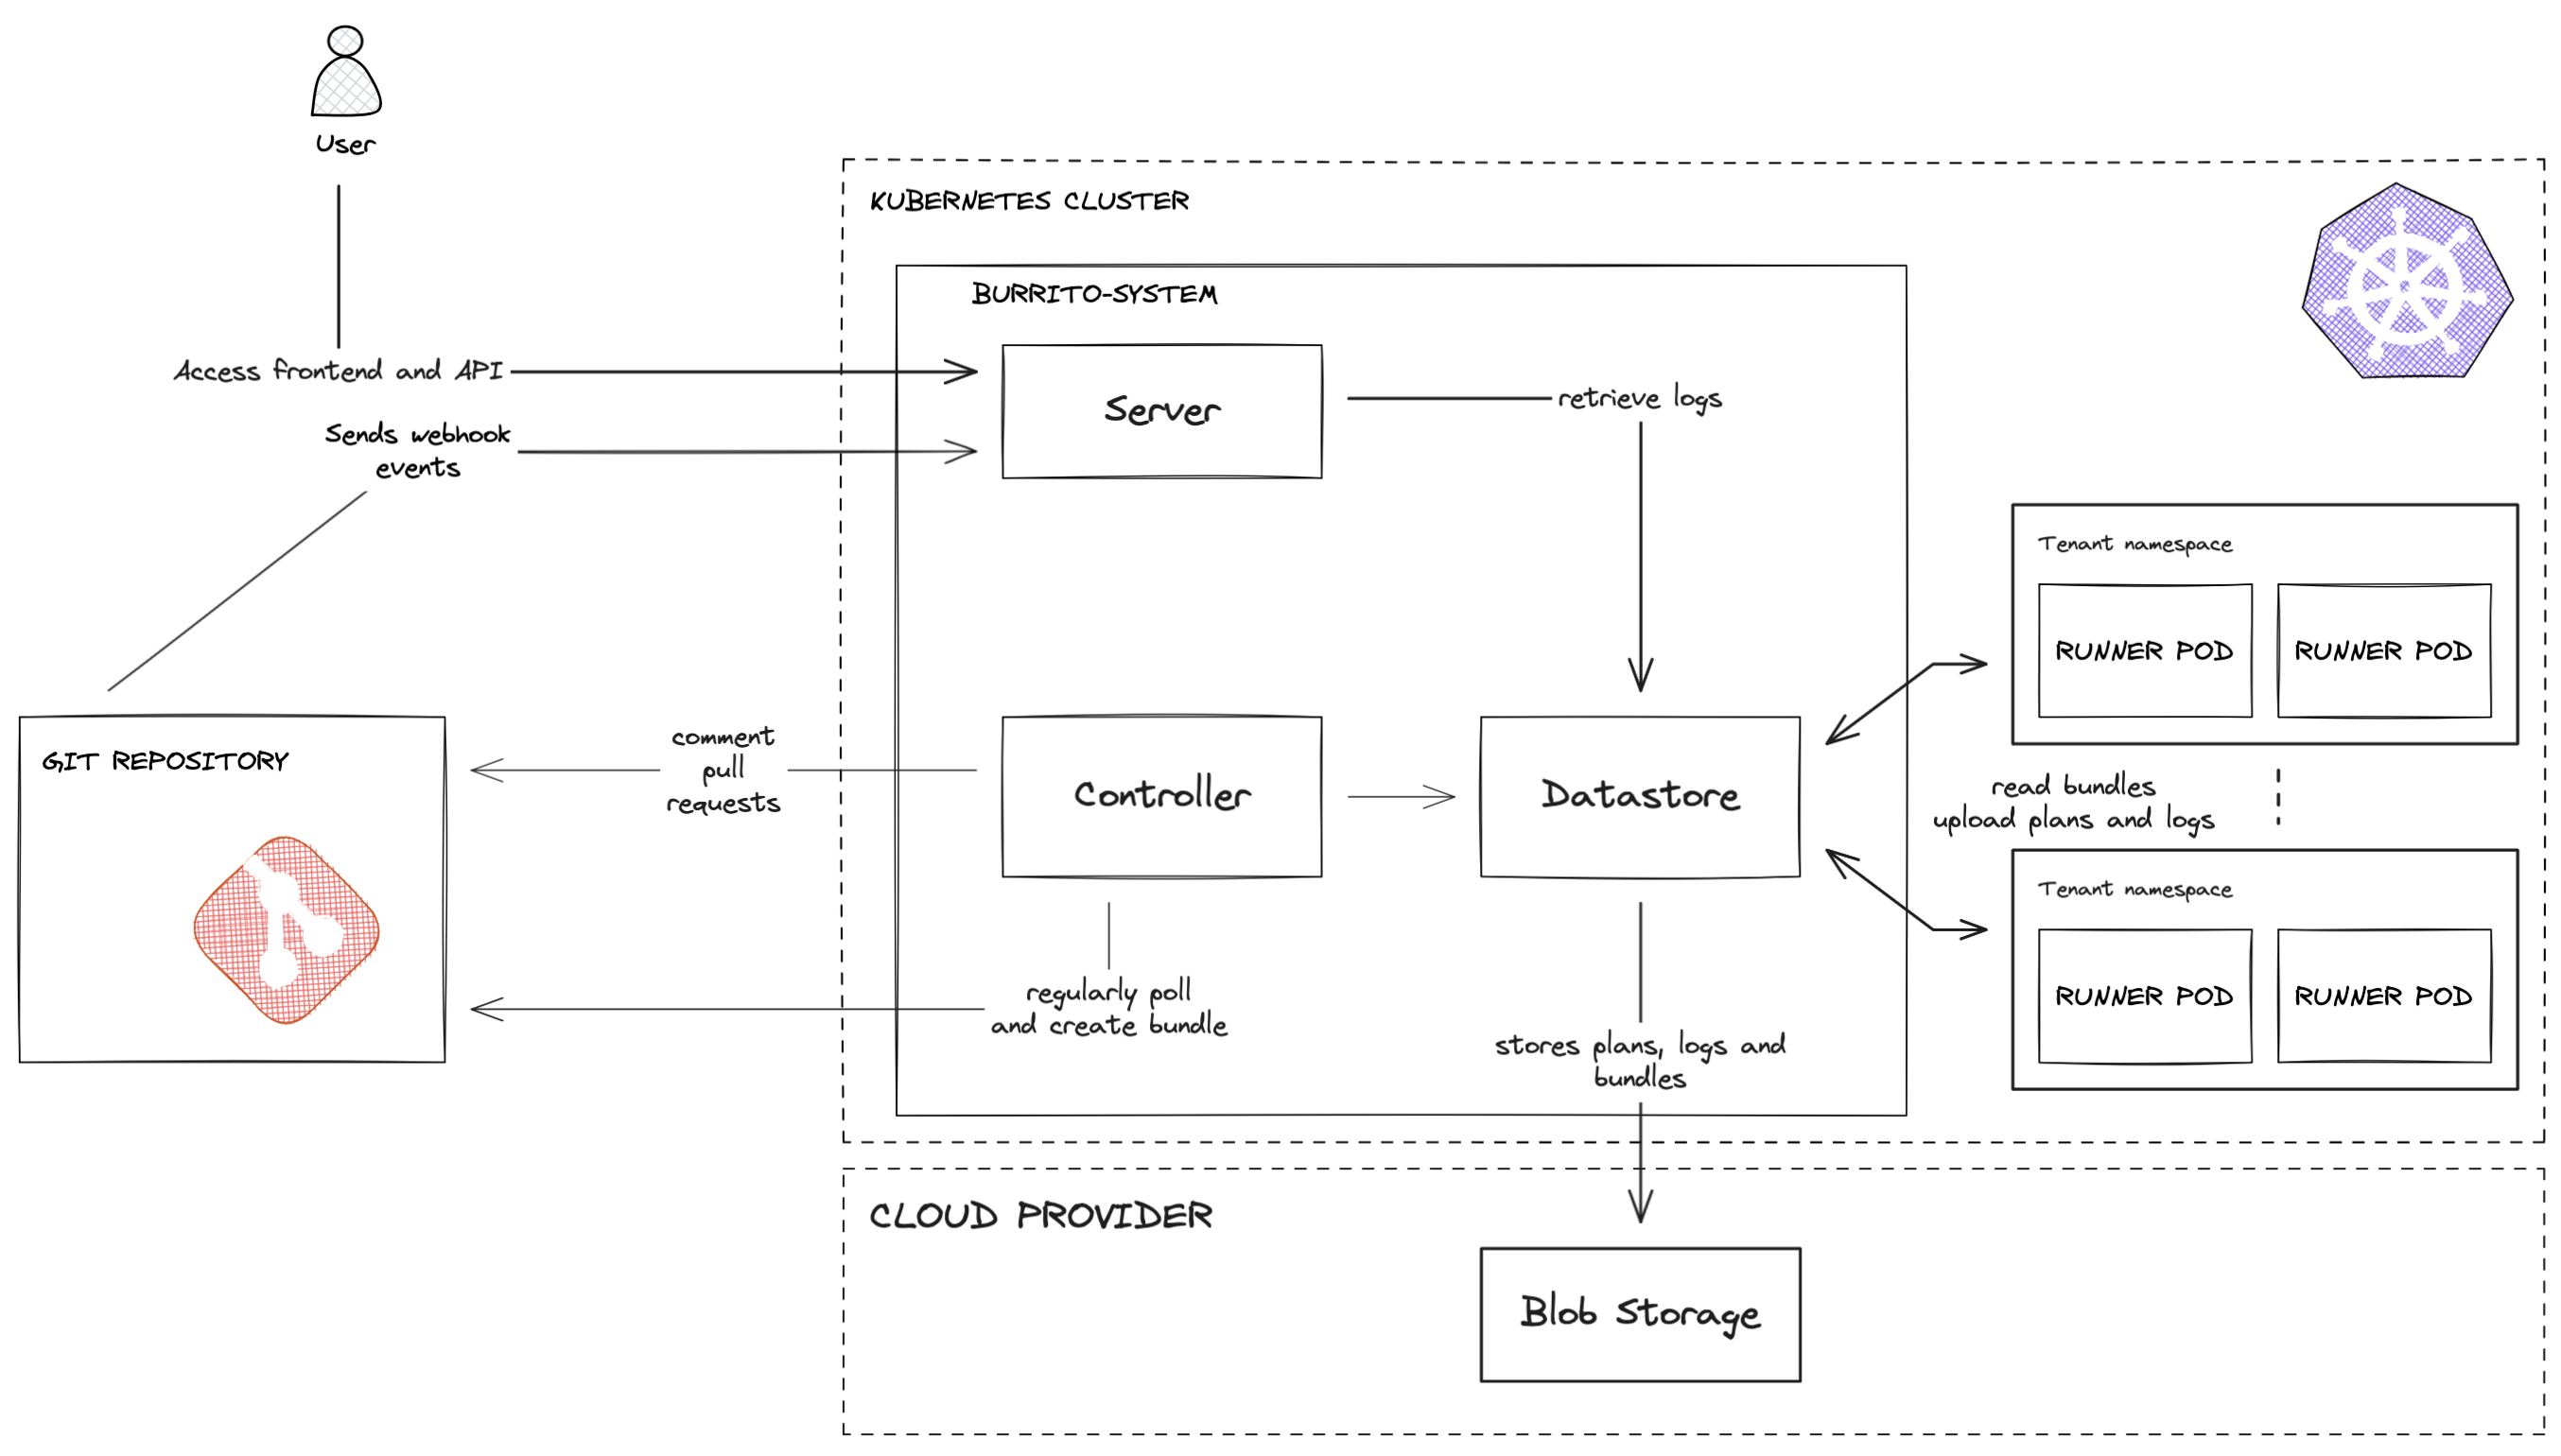 User
KUBERNETES CLUSTER
BURRITO-SYSTEM
Access frontend and API
Server
retrieve logs
Sends webhook
events
Tenant namespace
RUNNER POD
RUNNER POD
GIT REPOSITORY
comment
pull
requests
Controller
Datastore
read bundles
upload plans and logs
Tenant namespace
RUNNER POD
RUNNER POD
regularly poll
and create bundle
stores plans, logs and
bundles
CLOUD PROVIDER
Blob Storage